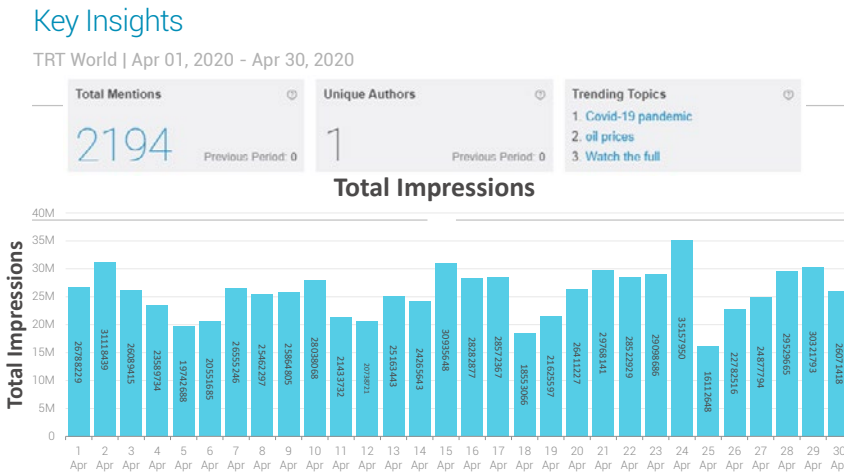 Key Insights
TRT World | Apr 01, 2020 - Apr 30, 2020
Total Mentions
2194
Previous Period: 0
Unique Authors
1
Previous Period: 0
Trending Topics
1. Covid-19 pandemic
2. oil prices
3. Watch the full
Total Impressions
Total Impressions
40M
35M
30M
25M
20M
15M
10M
5M
0
26788229
31118439
26089415
23589734
19742688
20551685
26555246
25462297
25864805
28038068
21433732
20738721
25163443
24265643
30935648
28282877
28572367
18553066
21625597
26411227
29768141
28522929
29098686
35157950
16112648
22782516
24877794
29529665
30321793
26071418
1 2 3 4 5 6 7 8 9 10 11 12 13 14 15 16 17 18 19 20 21 22 23 24 25 26 27 28 29 30
Apr Apr Apr Apr Apr Apr Apr Apr Apr Apr Apr Apr Apr Apr Apr Apr Apr Apr Apr Apr Apr Apr Apr Apr Apr Apr Apr Apr Apr Apr